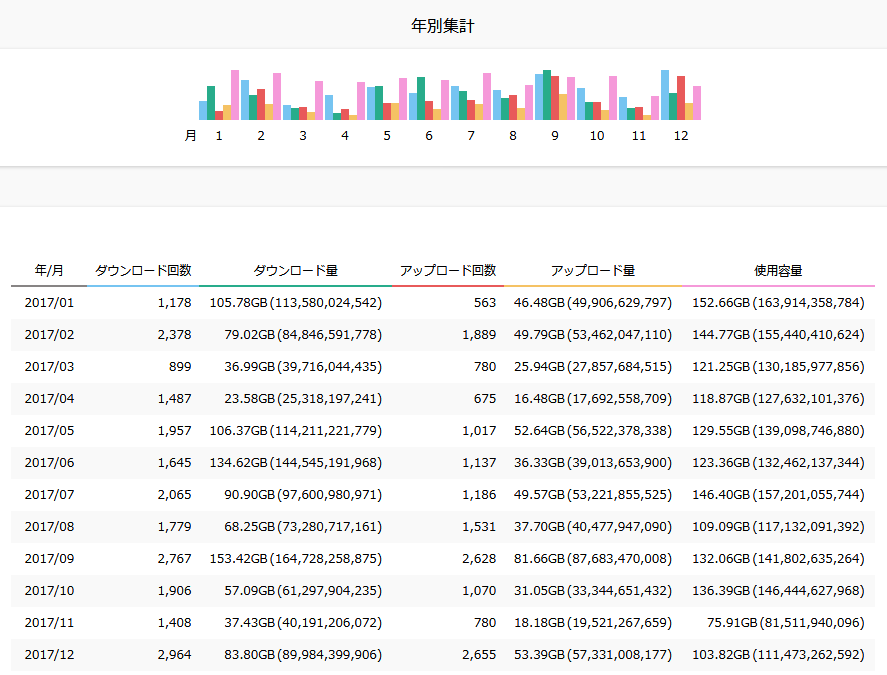 年別集計
月 1 2 3 4 5 6 7 8 9 10 11 12
年/月 ダウンロード回数 ダウンロード量 アップロード回数 アップロード量 使用容量
2017/01 1,178 105.78GB(113,580,024,542) 563 46.48GB(49,906,629,797) 152.66GB(163,914,358,784)
2017/02 2,378 79.02GB(84,846,591,778) 1,889 49.79GB(53,462,047,110) 144.77GB(155,440,410,624)
2017/03 899 36.99GB(39,716,044,435) 780 25.94GB(27,857,684,515) 121.25GB(130,185,977,856)
2017/04 1,487 23.58GB(25,318,197,241) 675 16.48GB(17,692,558,709) 118.87GB(127,632,101,376)
2017/05 1,957 106.37GB(114,211,221,779) 1,017 52.64GB(56,522,378,338) 129.55GB(139,098,746,880)
2017/06 1,645 134.62GB(144,545,191,968) 1,137 36.33GB(39,013,653,900) 123.36GB(132,462,137,344)
2017/07 2,065 90.90GB(97,600,980,971) 1,186 49.57GB(53,221,855,525) 146.40GB(157,201,055,744)
2017/08 1,779 68.25GB(73,280,717,161) 1,531 37.70GB(40,477,947,090) 109.09GB(117,132,091,392)
2017/09 2,767 153.42GB(164,728,258,875) 2,628 81.66GB(87,683,470,008) 132.06GB(141,802,635,264)
2017/10 1,906 57.09GB(61,297,904,235) 1,070 31.05GB(33,344,651,432) 136.39GB(146,444,627,968)
2017/11 1,408 37.43GB(40,191,206,072) 780 18.18GB(19,521,267,659) 75.91GB(81,511,940,096)
2017/12 2,964 83.80GB(89,984,399,906) 2,655 53.39GB(57,331,008,177) 103.82GB(111,473,262,592)